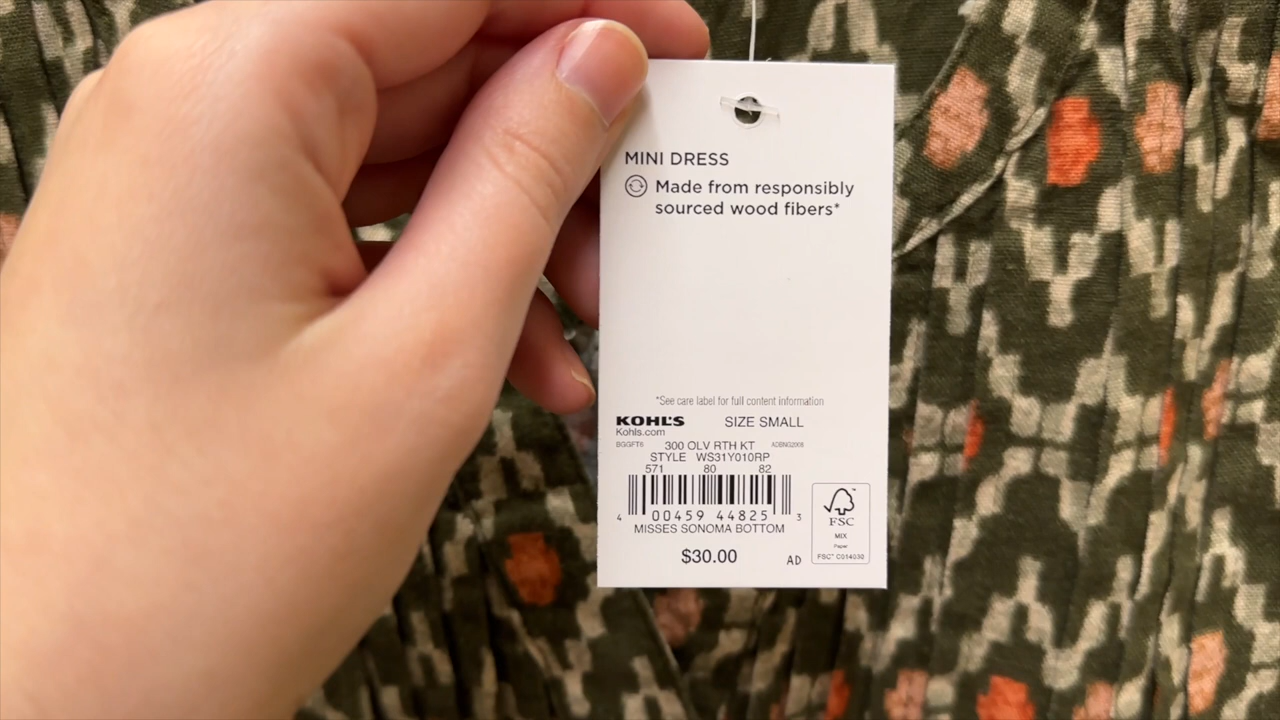 MINI DRESS
Made from responsibly
sourced wood fibers*
*See care label for full content information
KOHL'S SIZE SMALL
Kohls.com
BGGFT6 300 OLV RTH KT
STYLE WS31Y010RP
571 80 82
4 00459 44825 3
MISSES SONOMA BOTTOM
$30.00 AD
FSC™
MIX
Paper
FSC® C014030